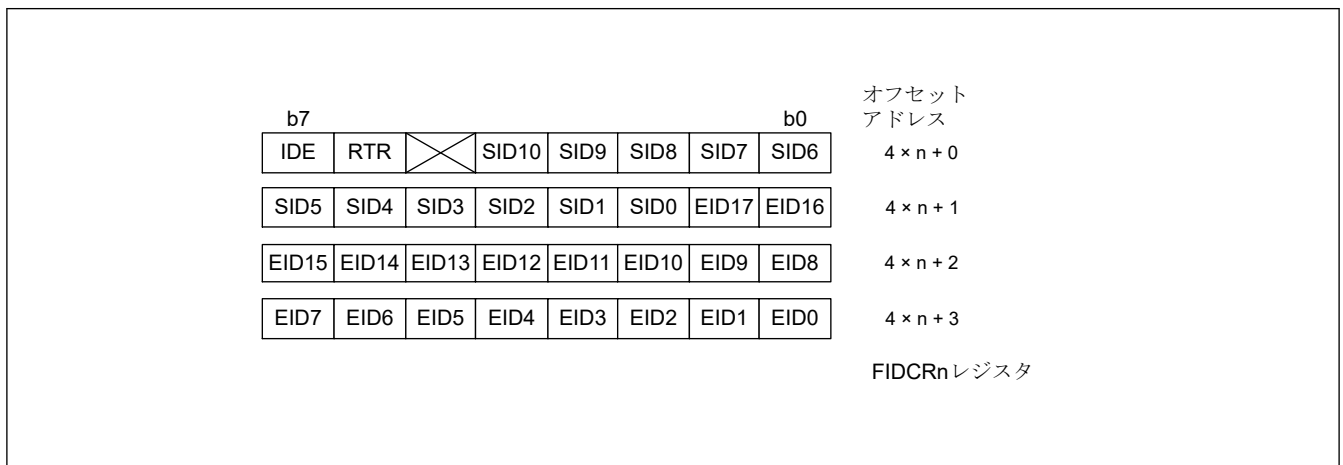 オフセット
b7 b0 アドレス
IDE RTR SID10 SID9 SID8 SID7 SID6 4 × n + 0
SID5 SID4 SID3 SID2 SID1 SID0 EID17 EID16 4 × n + 1
EID15 EID14 EID13 EID12 EID11 EID10 EID9 EID8 4 × n + 2
EID7 EID6 EID5 EID4 EID3 EID2 EID1 EID0 4 × n + 3
FIDCRnレジスタ